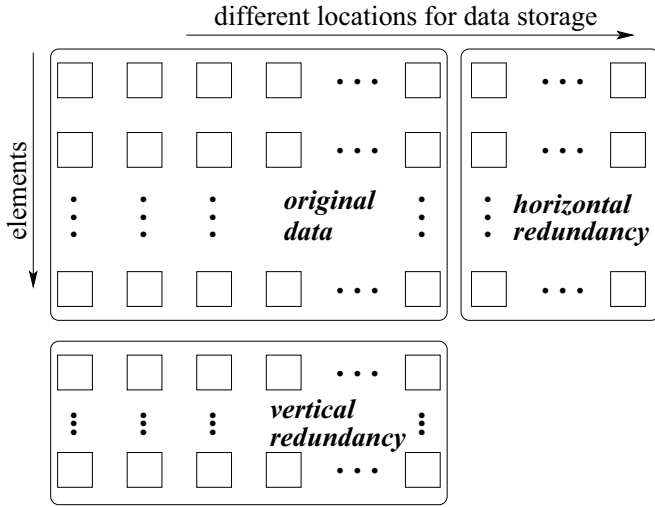 different locations for data storage
elements
original
data
horizontal
redundancy
vertical
redundancy